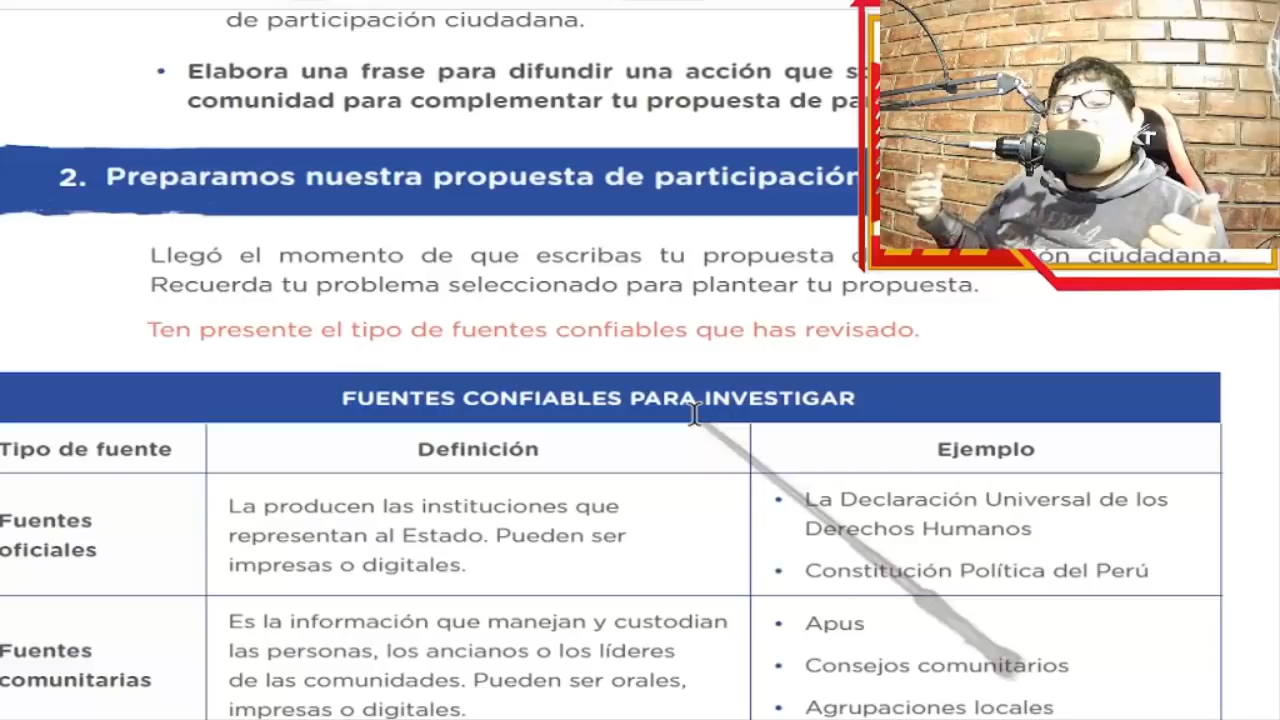 de participación ciudadana.
• Elabora una frase para difundir una acción que
comunidad para complementar tu propuesta de
2. Preparamos nuestra propuesta de participación
Llegó el momento de que escribas tu propuesta ciudadana.
Recuerda tu problema seleccionado para plantear tu propuesta.
Ten presente el tipo de fuentes confiables que has revisado.
FUENTES CONFIABLES PARA INVESTIGAR
Tipo de fuente
Definición
Ejemplo
Fuentes
oficiales
La producen las instituciones que
representan al Estado. Pueden ser
impresas o digitales.
• La Declaración Universal de los
Derechos Humanos
• Constitución Política del Perú
Fuentes
comunitarias
Es la información que manejan y custodian
las personas, los ancianos o los líderes
de las comunidades. Pueden ser orales,
impresas o digitales.
• Apus
• Consejos comunitarios
• Agrupaciones locales